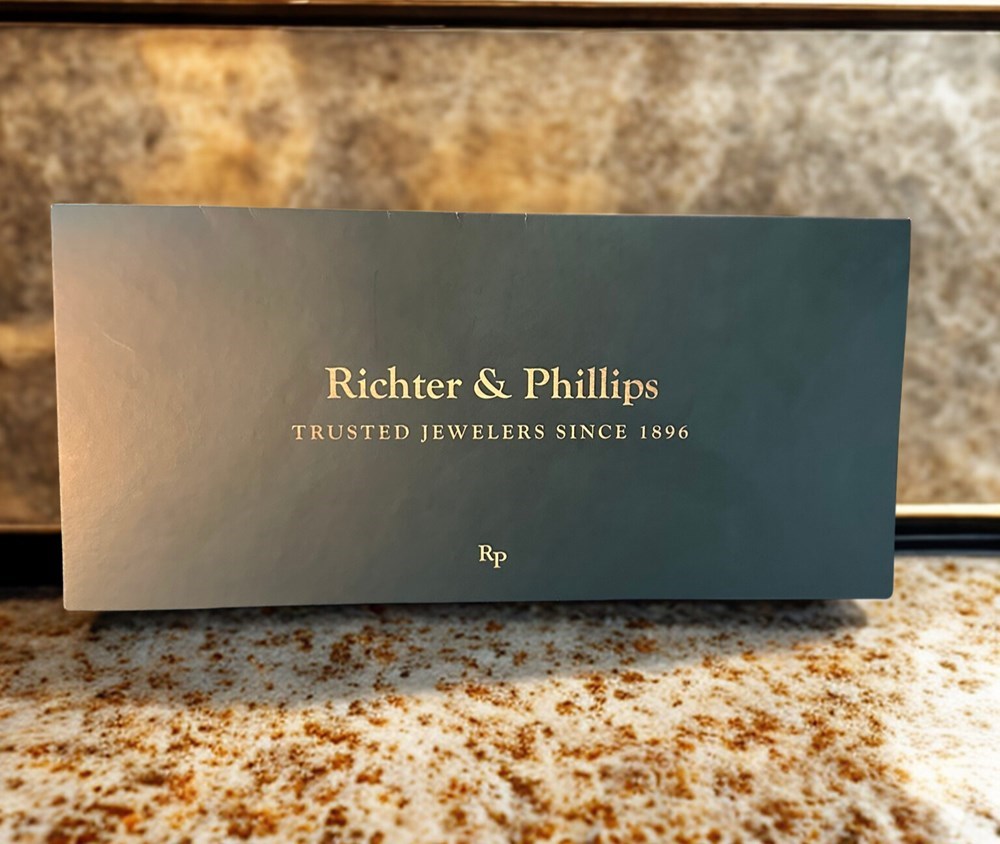 Richter & Phillips
TRUSTED JEWELERS SINCE 1896
RP